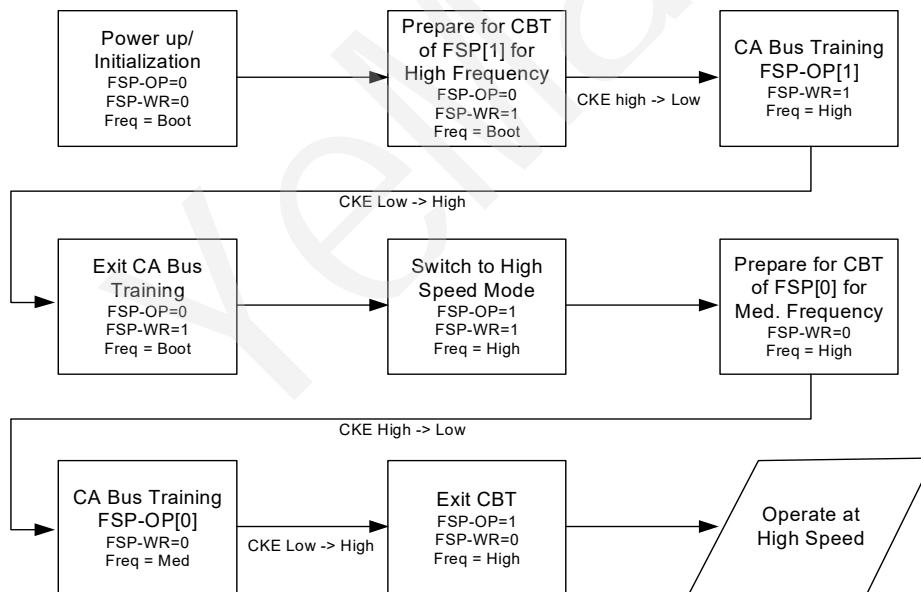 Power up/
Initialization
FSP-OP=0
FSP-WR=0
Freq = Boot
Prepare for CBT
of FSP[1] for
High Frequency
FSP-OP=0
FSP-WR=1
Freq = Boot
CKE high -> Low
CA Bus Training
FSP-OP[1]
FSP-WR=1
Freq = High
CKE Low -> High
Exit CA Bus
Training
FSP-OP=0
FSP-WR=1
Freq = Boot
Switch to High
Speed Mode
FSP-OP=1
FSP-WR=1
Freq = High
Prepare for CBT
of FSP[0] for
Med. Frequency
FSP-WR=0
Freq = High
CKE High -> Low
CA Bus Training
FSP-OP[0]
FSP-WR=0
Freq = Med
CKE Low -> High
Exit CBT
FSP-OP=1
FSP-WR=0
Freq = High
Operate at
High Speed